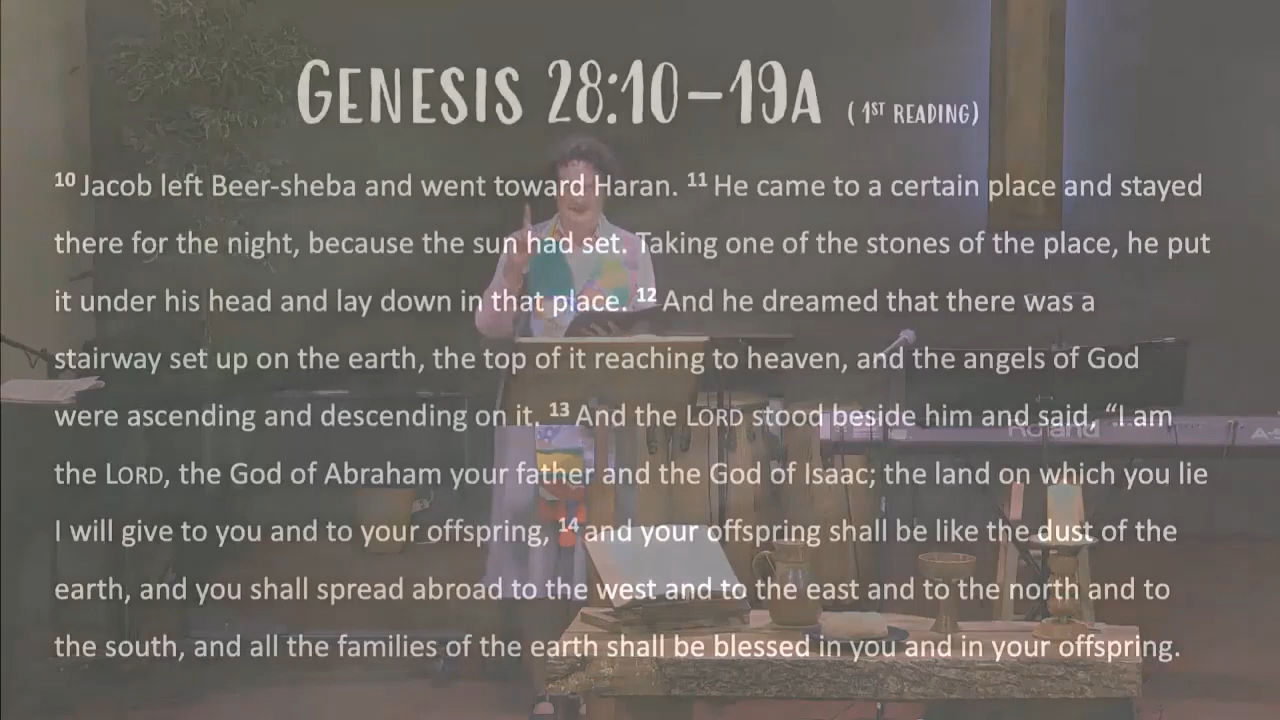 GENESIS 28:10–19A (1ST READING)
10 Jacob left Beer-sheba and went toward Haran. 11 He came to a certain place and stayed
there for the night, because the sun had set. Taking one of the stones of the place, he put
it under his head and lay down in that place. 12 And he dreamed that there was a
stairway set up on the earth, the top of it reaching to heaven, and the angels of God
were ascending and descending on it. 13 And the LORD stood beside him and said, “I am
the LORD, the God of Abraham your father and the God of Isaac; the land on which you lie
I will give to you and to your offspring, 14 and your offspring shall be like the dust of the
earth, and you shall spread abroad to the west and to the east and to the north and to
the south, and all the families of the earth shall be blessed in you and in your offspring.
Roland